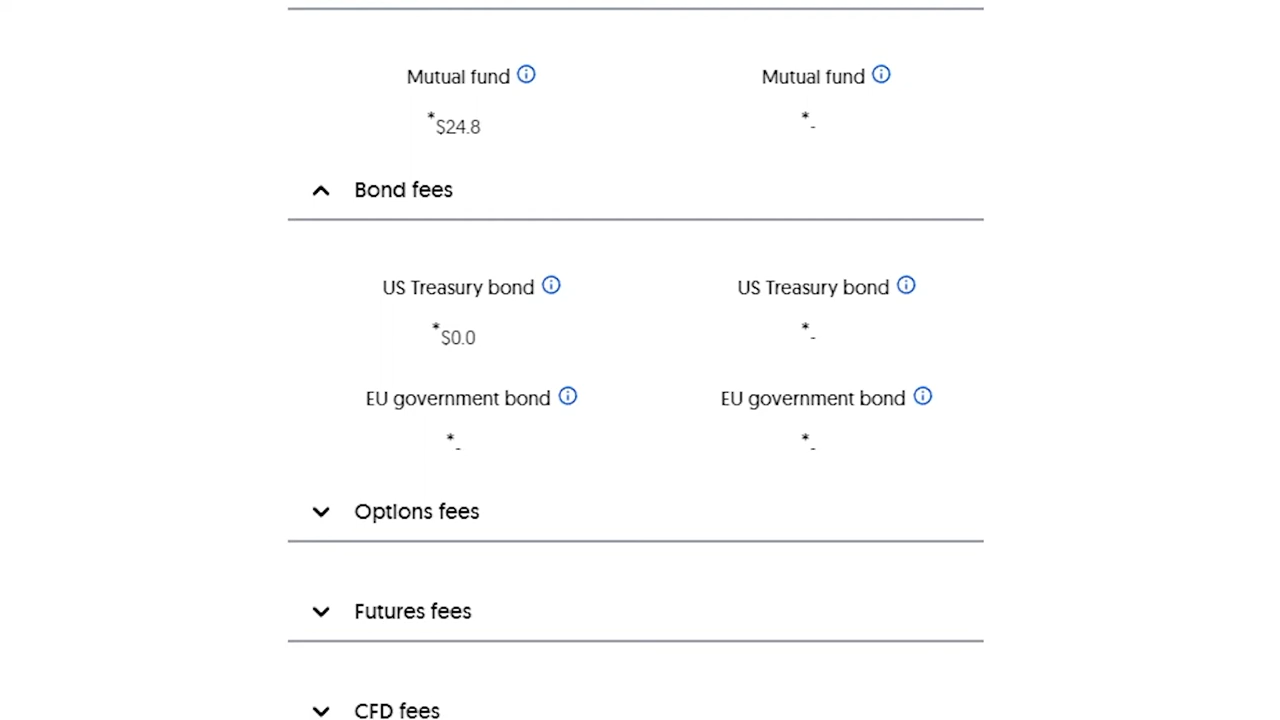 Mutual fund Mutual fund
*$24.8 *-
Bond fees
US Treasury bond US Treasury bond
*$0.0 *-
EU government bond EU government bond
*- *-
Options fees
Futures fees
CFD fees